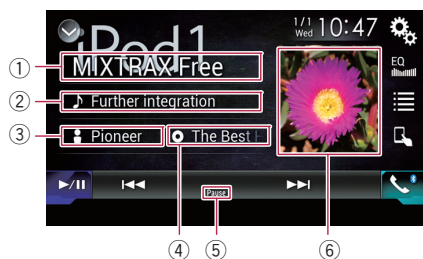 iPod1
1/1
Wed 10:47
MIXTRAX Free
EQ
Further integration
Pioneer
The Best
Pause
①
②
③
④
⑤
⑥